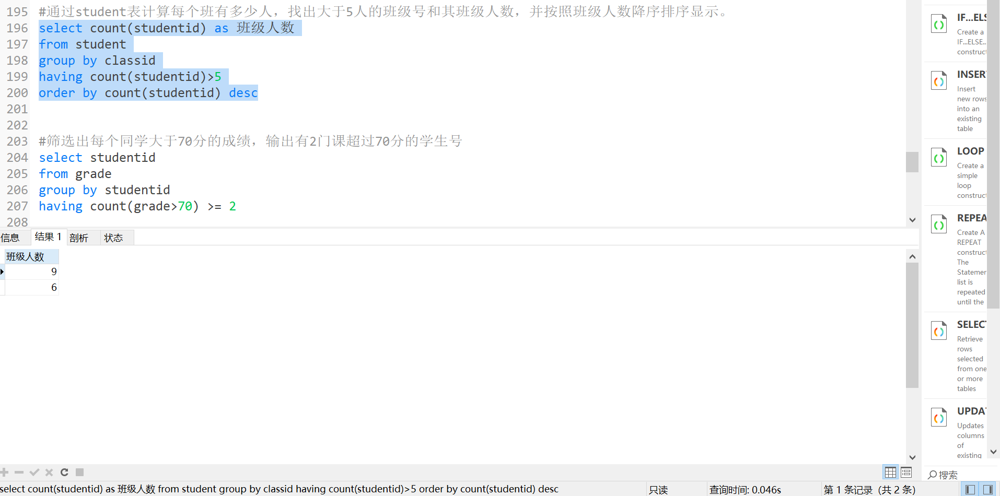 195 #通过student表计算每个班有多少人，找出大于5人的班级号和其班级人数，并按照班级人数降序排序显示。
196 select count(studentid) as 班级人数
197 from student
198 group by classid
199 having count(studentid)>5
200 order by count(studentid) desc
201
202
203 #筛选出每个同学大于70分的成绩，输出有2门课超过70分的学生号
204 select studentid
205 from grade
206 group by studentid
207 having count(grade>70) >= 2
208
信息 结果 1 剖析 状态
班级人数
9
6
select count(studentid) as 班级人数 from student group by classid having count(studentid)>5 order by count(studentid) desc
只读
查询时间: 0.046s
第 1 条记录 (共 2 条)
IF...ELS
Create a
IF...ELSE..
construct
INSER
Insert
new rows
into an
existing
table
LOOP
Create a
simple
loop
construct
REPEA
Create A
REPEAT
construct
The
Statemer
list is
repeated
until the
SELECT
Retrieve
rows
selected
from one
or more
tables
UPDAT
Updates
columns
of
existing
搜索